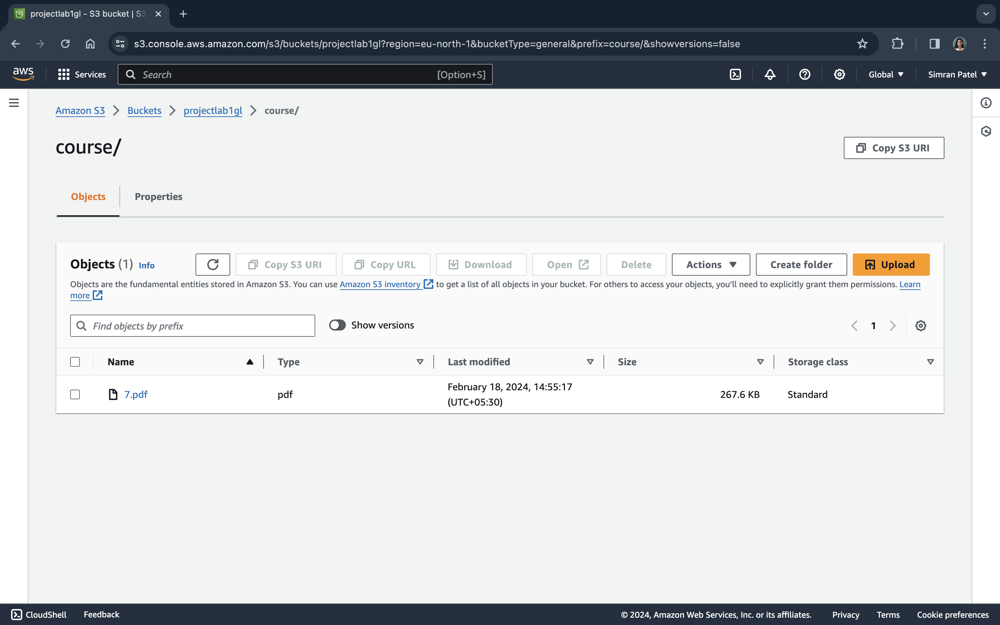 projectlab1gl - S3 bucket | S3
s3.console.aws.amazon.com/s3/buckets/projectlab1gl?region=eu-north-1&bucketType=general&prefix=course/&showversions=false
aws
Services
Search
[Option+S]
Global
Simran Patel
Amazon S3 > Buckets > projectlab1gl > course/
course/
Copy S3 URI
Objects
Properties
Objects (1) Info
Copy S3 URI
Copy URL
Download
Open
Delete
Actions
Create folder
Upload
Objects are the fundamental entities stored in Amazon S3. You can use Amazon S3 inventory to get a list of all objects in your bucket. For others to access your objects, you’ll need to explicitly grant them permissions. Learn
more
Find objects by prefix
Show versions
1
Name
Type
Last modified
Size
Storage class
7.pdf
pdf
February 18, 2024, 14:55:17
(UTC+05:30)
267.6 KB
Standard
CloudShell
Feedback
© 2024, Amazon Web Services, Inc. or its affiliates.
Privacy
Terms
Cookie preferences